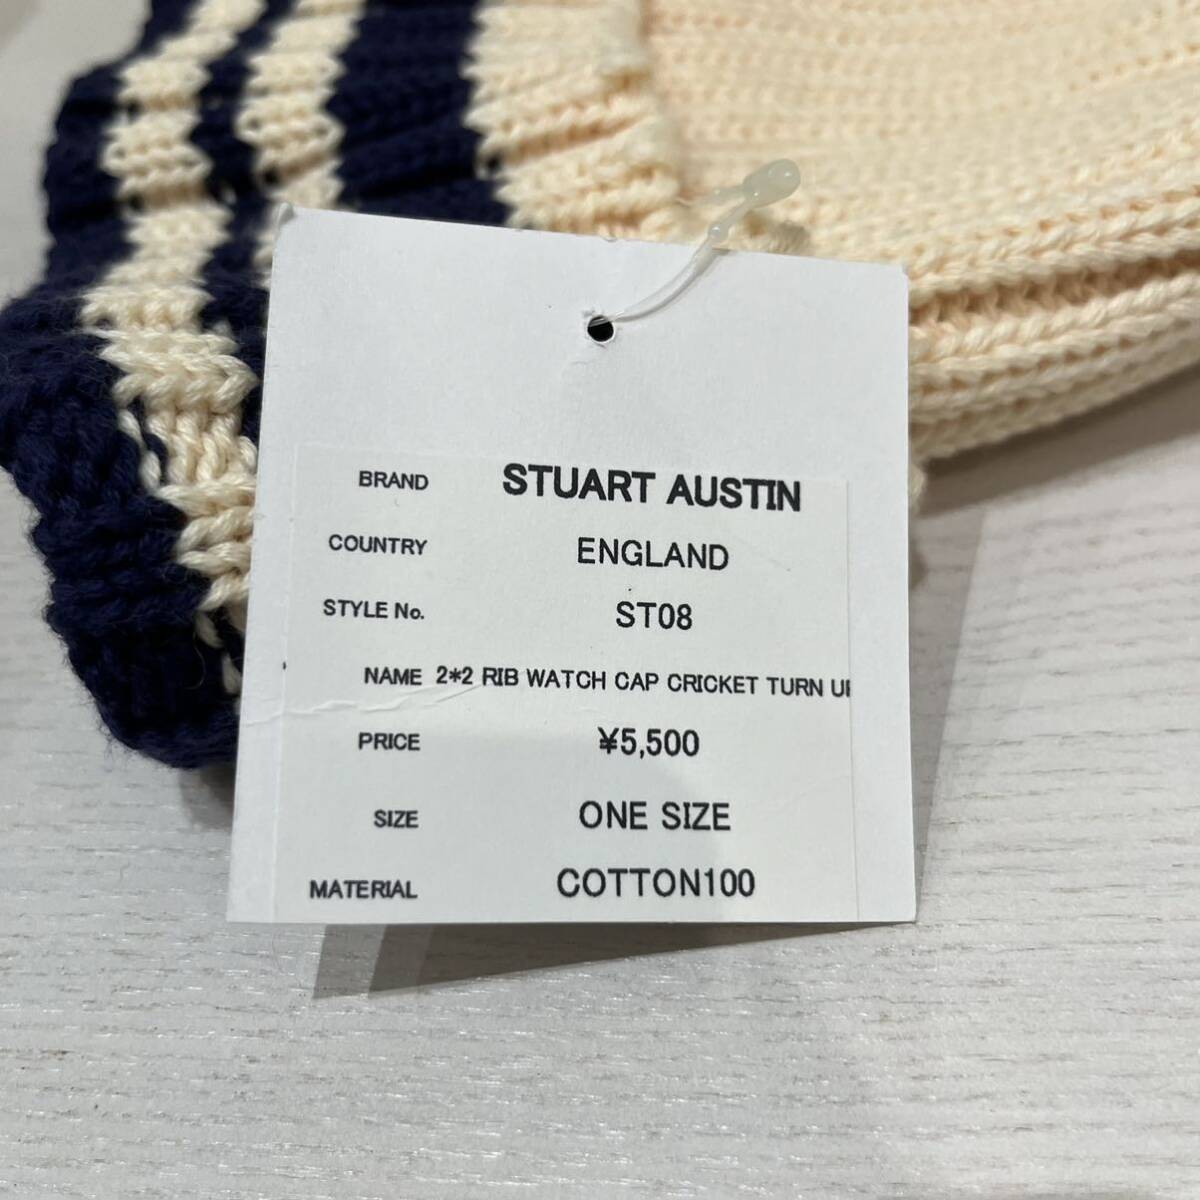 BRAND STUART AUSTIN
COUNTRY ENGLAND
STYLE No. ST08
NAME 2*2 RIB WATCH CAP CRICKET TURN
PRICE ¥5,500
SIZE ONE SIZE
MATERIAL COTTON100